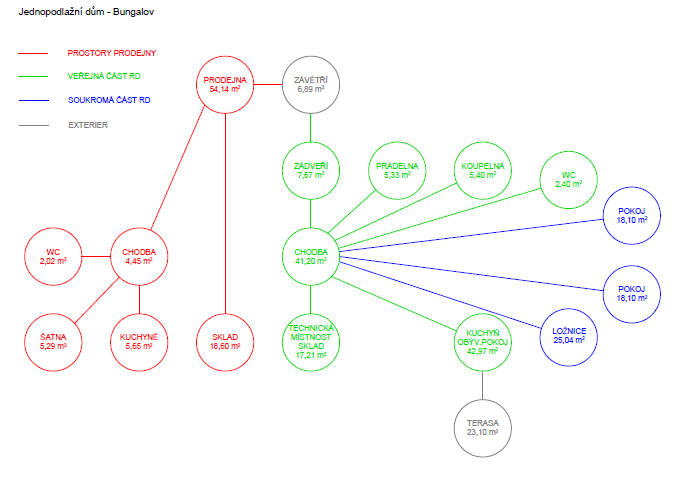 Jednopodlažní dům - Bungalov
PROSTORY PRODEJNY
VEŘEJNÁ ČÁST RD
SOUKROMÁ ČÁST RD
EXTERIER
PRODEJNA
64,14 m²
ZÁVĚTŘÍ
6,89 m²
ZÁDVEŘÍ
7,67 m²
PRADELNA
5,33 m²
KOUPELNA
5,40 m²
WC
2,40 m²
POKOJ
18,10 m²
WC
2,02 m²
CHODBA
4,45 m²
CHODBA
41,20 m²
POKOJ
18,10 m²
ŠATNA
5,29 m²
KUCHYNĚ
5,65 m²
SKLAD
18,60 m²
TECHNICKÁ
MÍSTNOST
SKLAD
17,21 m²
KUCHYŇ
OBÝV.POKOJ
42,97 m²
LOŽNICE
25,04 m²
TERASA
23,10 m²